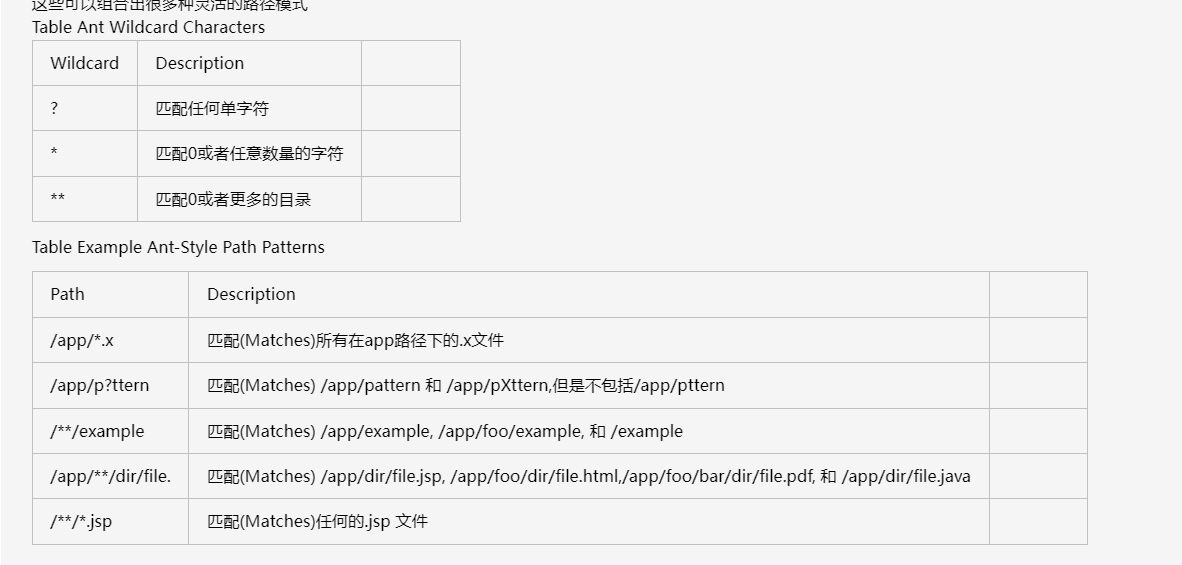 这些可以组合出很多种灵活的路径模式
Table Ant Wildcard Characters
Wildcard Description
? 匹配任何单字符
* 匹配0或者任意数量的字符
** 匹配0或者更多的目录
Table Example Ant-Style Path Patterns
Path Description
/app/*.x 匹配(Matches)所有在app路径下的.x文件
/app/p?ttern 匹配(Matches) /app/pattern 和 /app/pXttern,但是不包括/app/pttern
/**/example 匹配(Matches) /app/example, /app/foo/example, 和 /example
/app/**/dir/file. 匹配(Matches) /app/dir/file.jsp, /app/foo/dir/file.html,/app/foo/bar/dir/file.pdf, 和 /app/dir/file.java
/**/*.jsp 匹配(Matches)任何的.jsp 文件